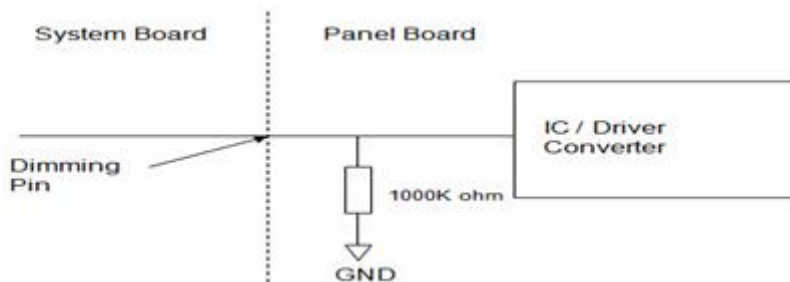 System Board
Panel Board
IC / Driver
Converter
Dimming
Pin
1000K ohm
GND